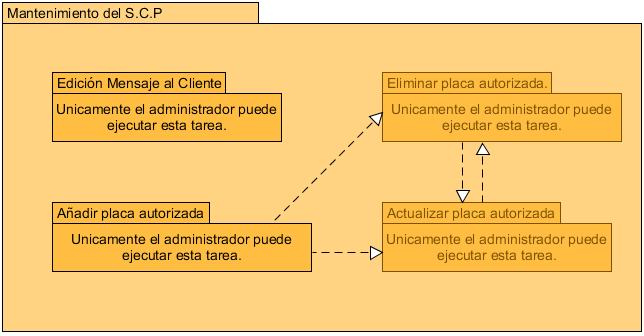 Mantenimiento del S.C.P
Edición Mensaje al Cliente
Unicamente el administrador puede
ejecutar esta tarea.
Eliminar placa autorizada.
Unicamente el administrador puede
ejecutar esta tarea.
Añadir placa autorizada
Unicamente el administrador puede
ejecutar esta tarea.
Actualizar placa autorizada
Unicamente el administrador puede
ejecutar esta tarea.